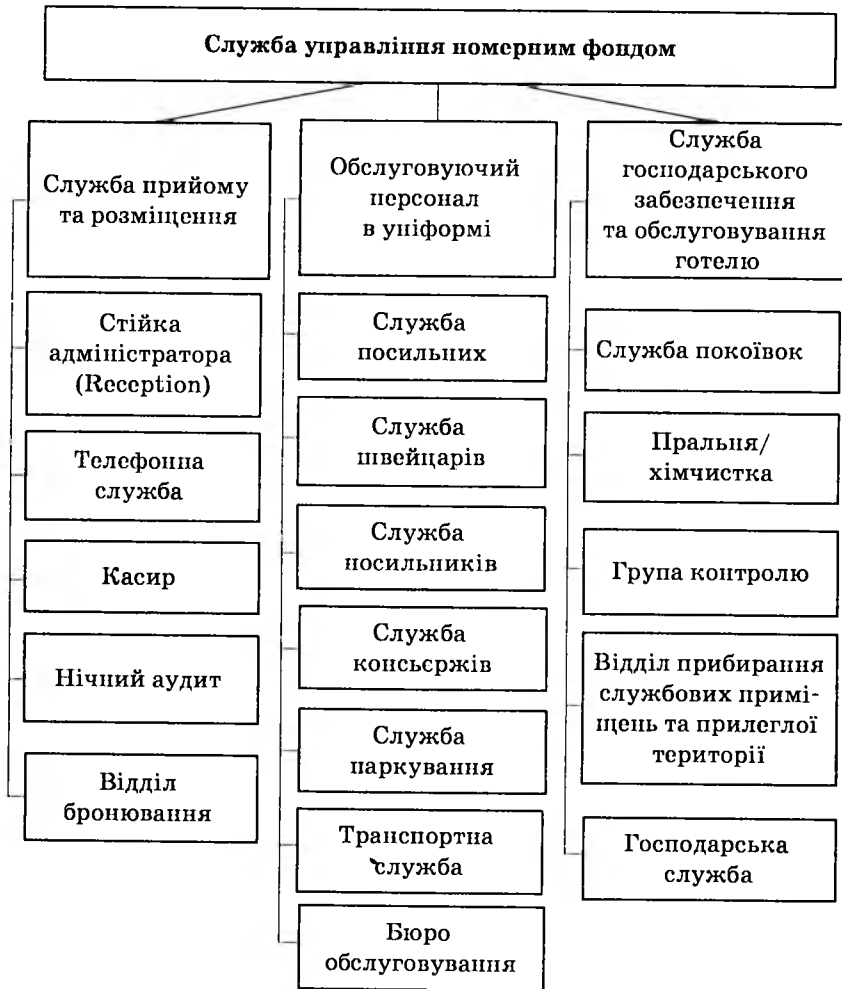 Служба управління номерним фондом
Служба прийому
та розміщення
Стійка
адміністратора
(Reception)
Телефонна
служба
Касир
Нічний аудит
Відділ
бронювання
Обслуговуючий
персонал
в уніформі
Служба
посильних
Служба
швейцарів
Служба
носильників
Служба
консьєржів
Служба
паркування
Транспортна
служба
Бюро
обслуговування
Служба
господарського
забезпечення
та обслуговування
готелю
Служба покоївок
Пральня/
хімчистка
Група контролю
Відділ прибирання
службових примі-
щень та прилеглої
території
Господарська
служба